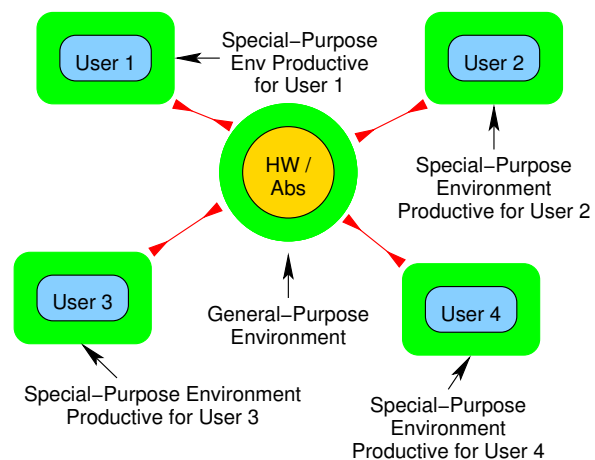 User 1
Special−Purpose
Env Productive
for User 1
User 2
Special−Purpose
Environment
Productive for User 2
HW /
Abs
User 3
Special−Purpose Environment
Productive for User 3
General−Purpose
Environment
User 4
Special−Purpose
Environment
Productive for User 4